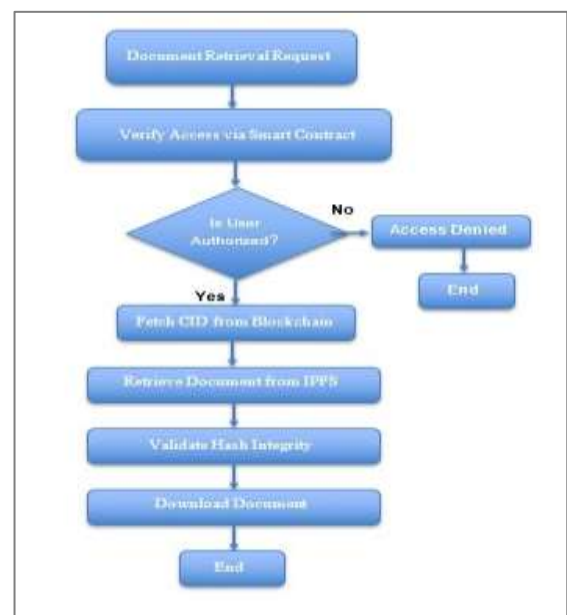 Document Retrieval Request
Verify Access via Smart Contract
Is User
Authorized?
No
Access Denied
End
Yes
Fetch CID from Blockchain
Retrieve Document from IPFS
Validate Hash Integrity
Download Document
End